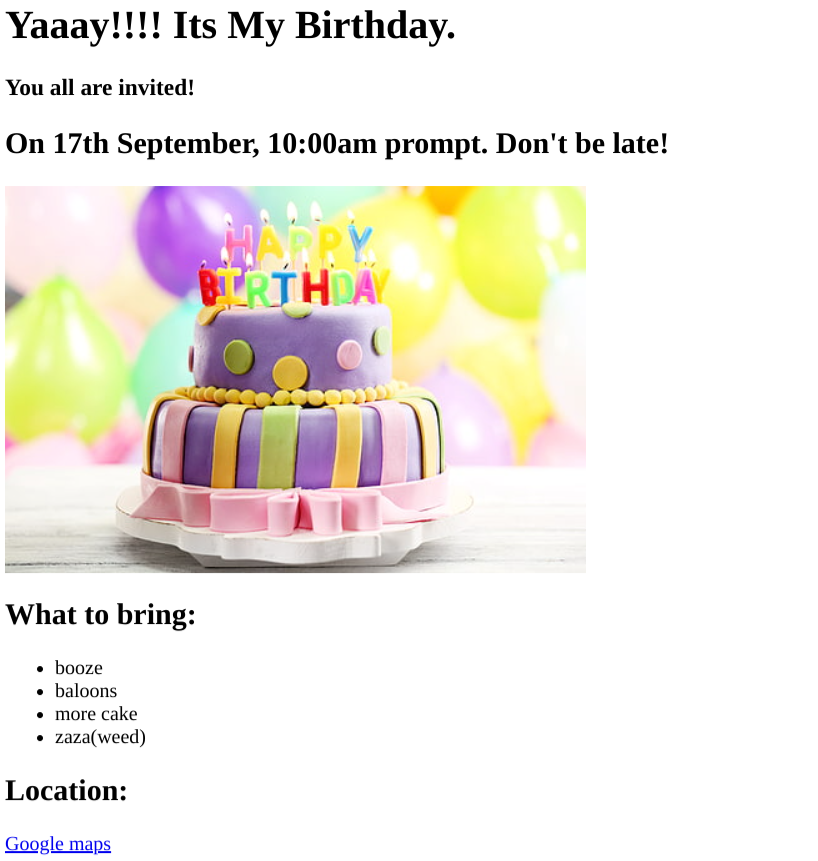 Yaaay!!!! Its My Birthday.
You all are invited!
On 17th September, 10:00am prompt. Don't be late!
HAPPY
BIRTHDAY
What to bring:
booze
baloons
more cake
zaza(weed)
Location:
Google maps